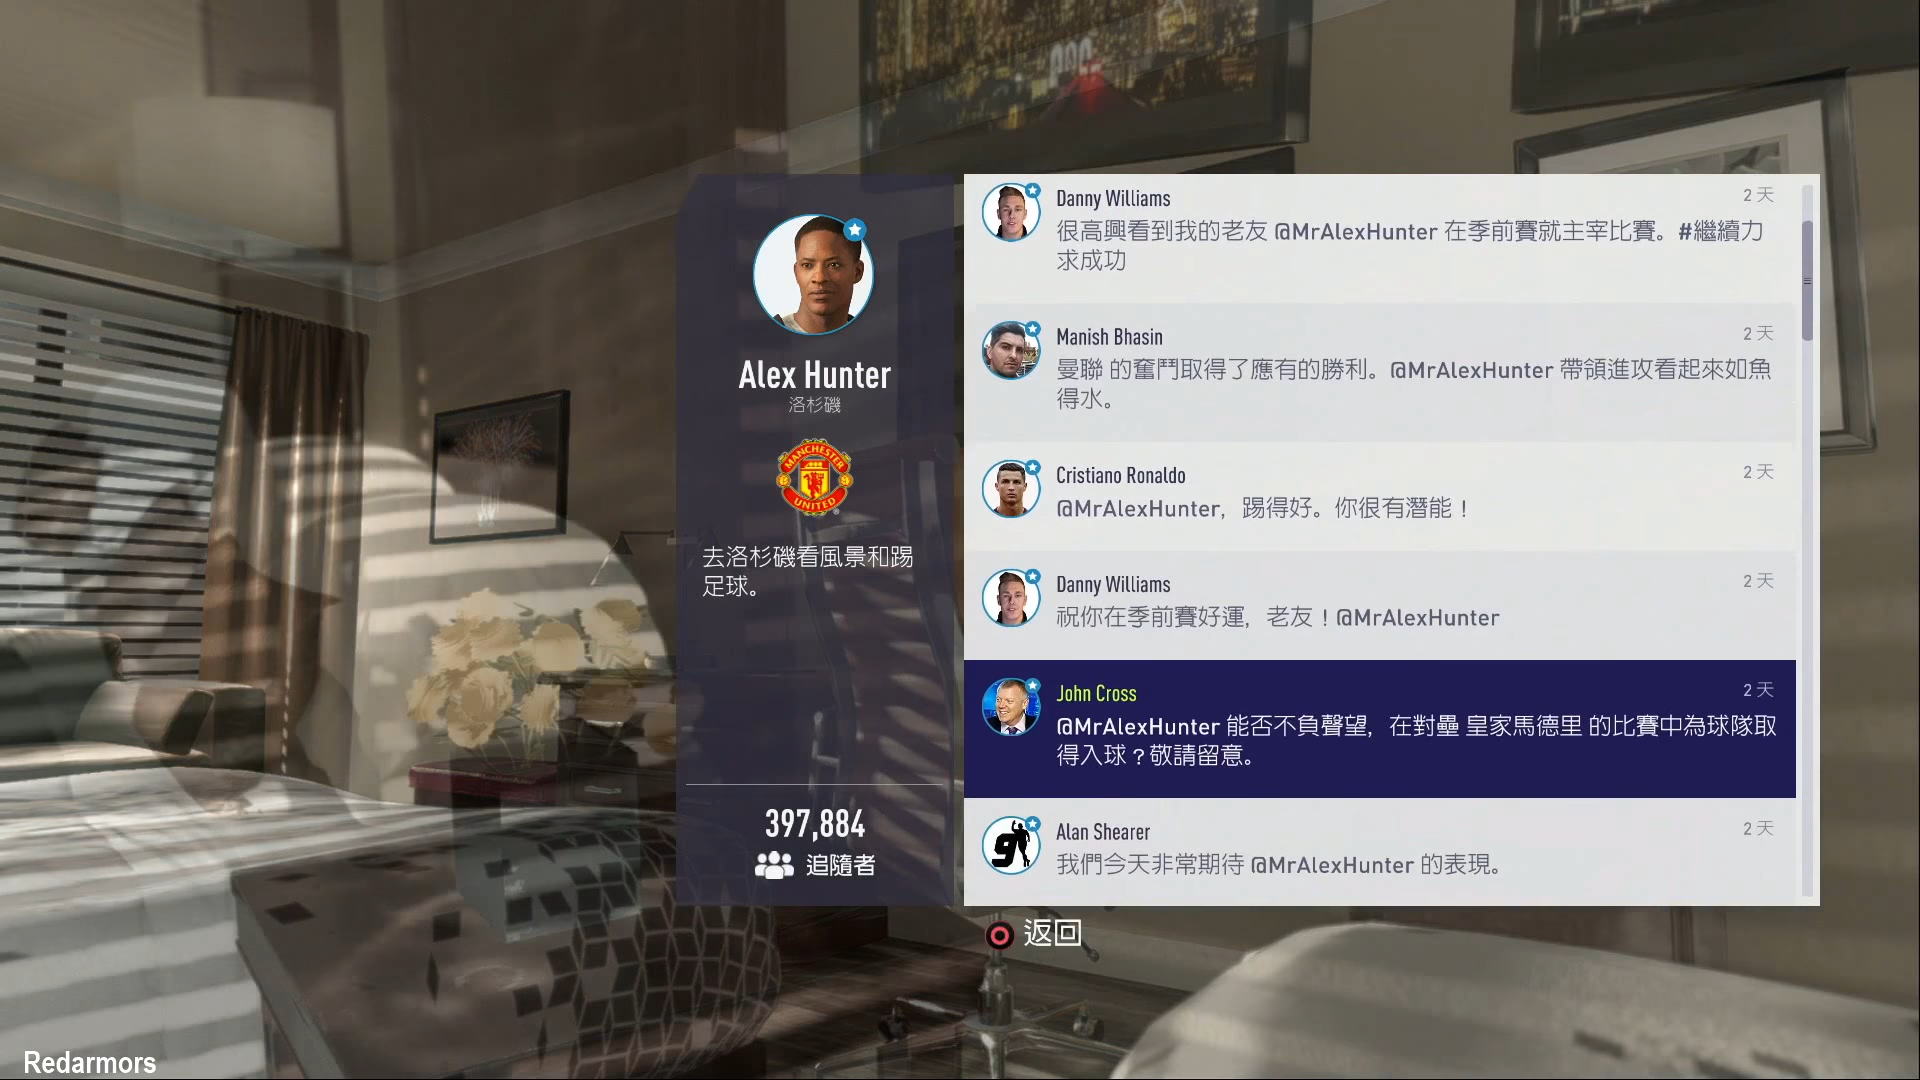 Alex Hunter
洛杉磯
MANCHESTER
UNITED
去洛杉磯看風景和踢
足球。
397,884
追隨者
Danny Williams
2 天
很高興看到我的老友 @MrAlexHunter 在季前賽就主宰比賽。#繼續力
求成功
Manish Bhasin
2 天
曼聯 的奮鬥取得了應有的勝利。@MrAlexHunter 帶領進攻看起來如魚
得水。
Cristiano Ronaldo
2 天
@MrAlexHunter，踢得好。你很有潛能！
Danny Williams
2 天
祝你在季前賽好運，老友！@MrAlexHunter
John Cross
2 天
@MrAlexHunter 能否不負聲望，在對壘 皇家馬德里 的比賽中為球隊取
得入球？敬請留意。
Alan Shearer
2 天
我們今天非常期待 @MrAlexHunter 的表現。
9
返回
Redarmors